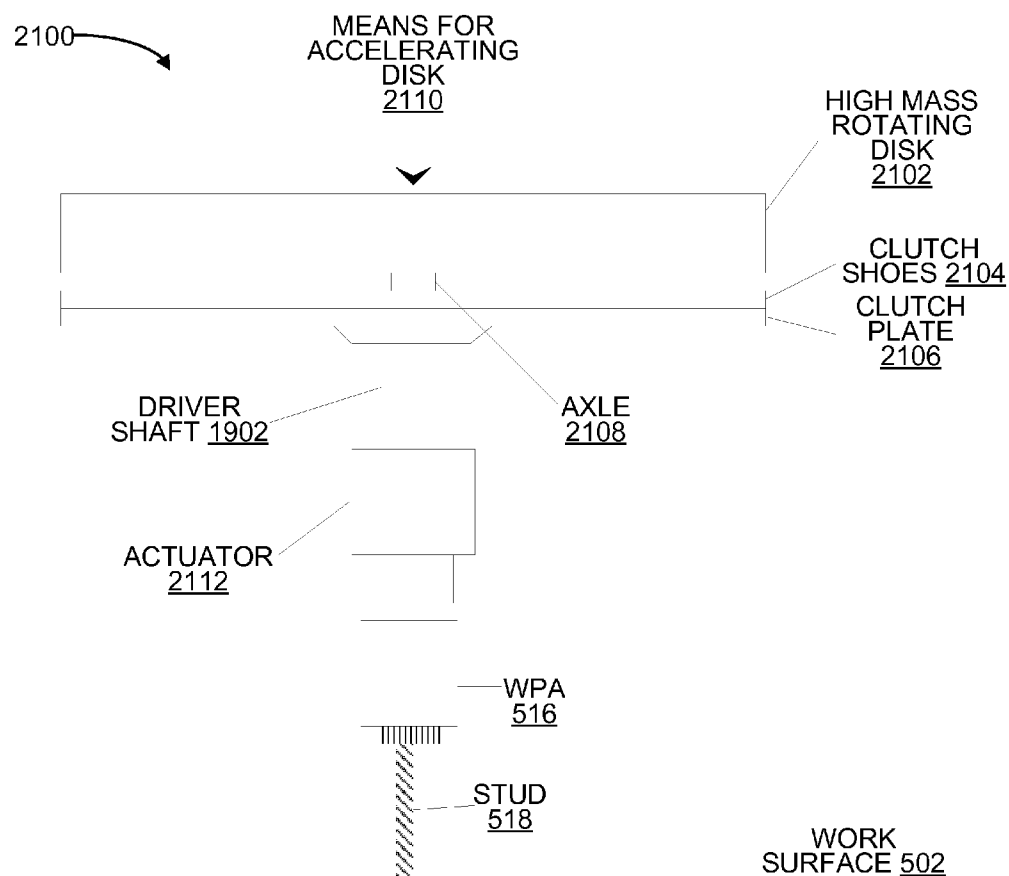 2100
MEANS FOR
ACCELERATING
DISK
2110
HIGH MASS
ROTATING
DISK
2102
CLUTCH
SHOES 2104
CLUTCH
PLATE
2106
DRIVER
SHAFT 1902
AXLE
2108
ACTUATOR
2112
WPA
516
STUD
518
WORK
SURFACE 502